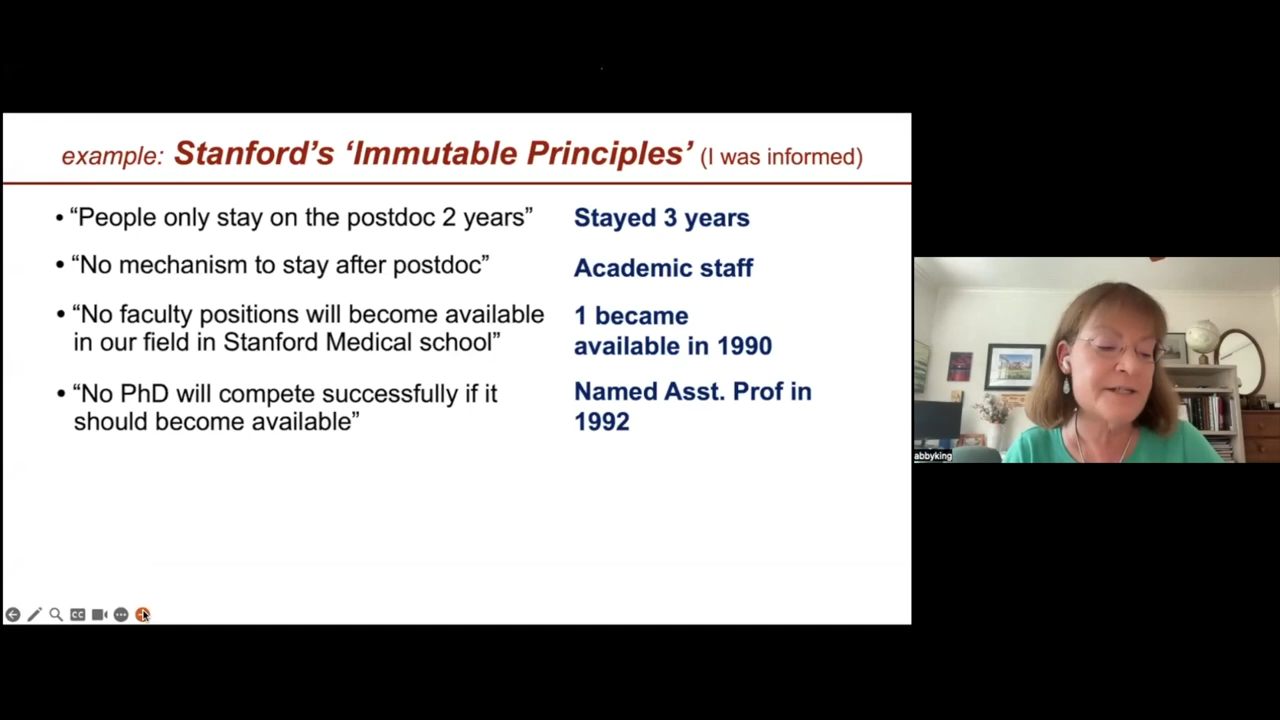 example: Stanford's ‘Immutable Principles’ (I was informed)
• “People only stay on the postdoc 2 years”
Stayed 3 years
• “No mechanism to stay after postdoc”
Academic staff
• “No faculty positions will become available
in our field in Stanford Medical school”
1 became
available in 1990
• “No PhD will compete successfully if it
should become available”
Named Asst. Prof in
1992
CC
abbyking